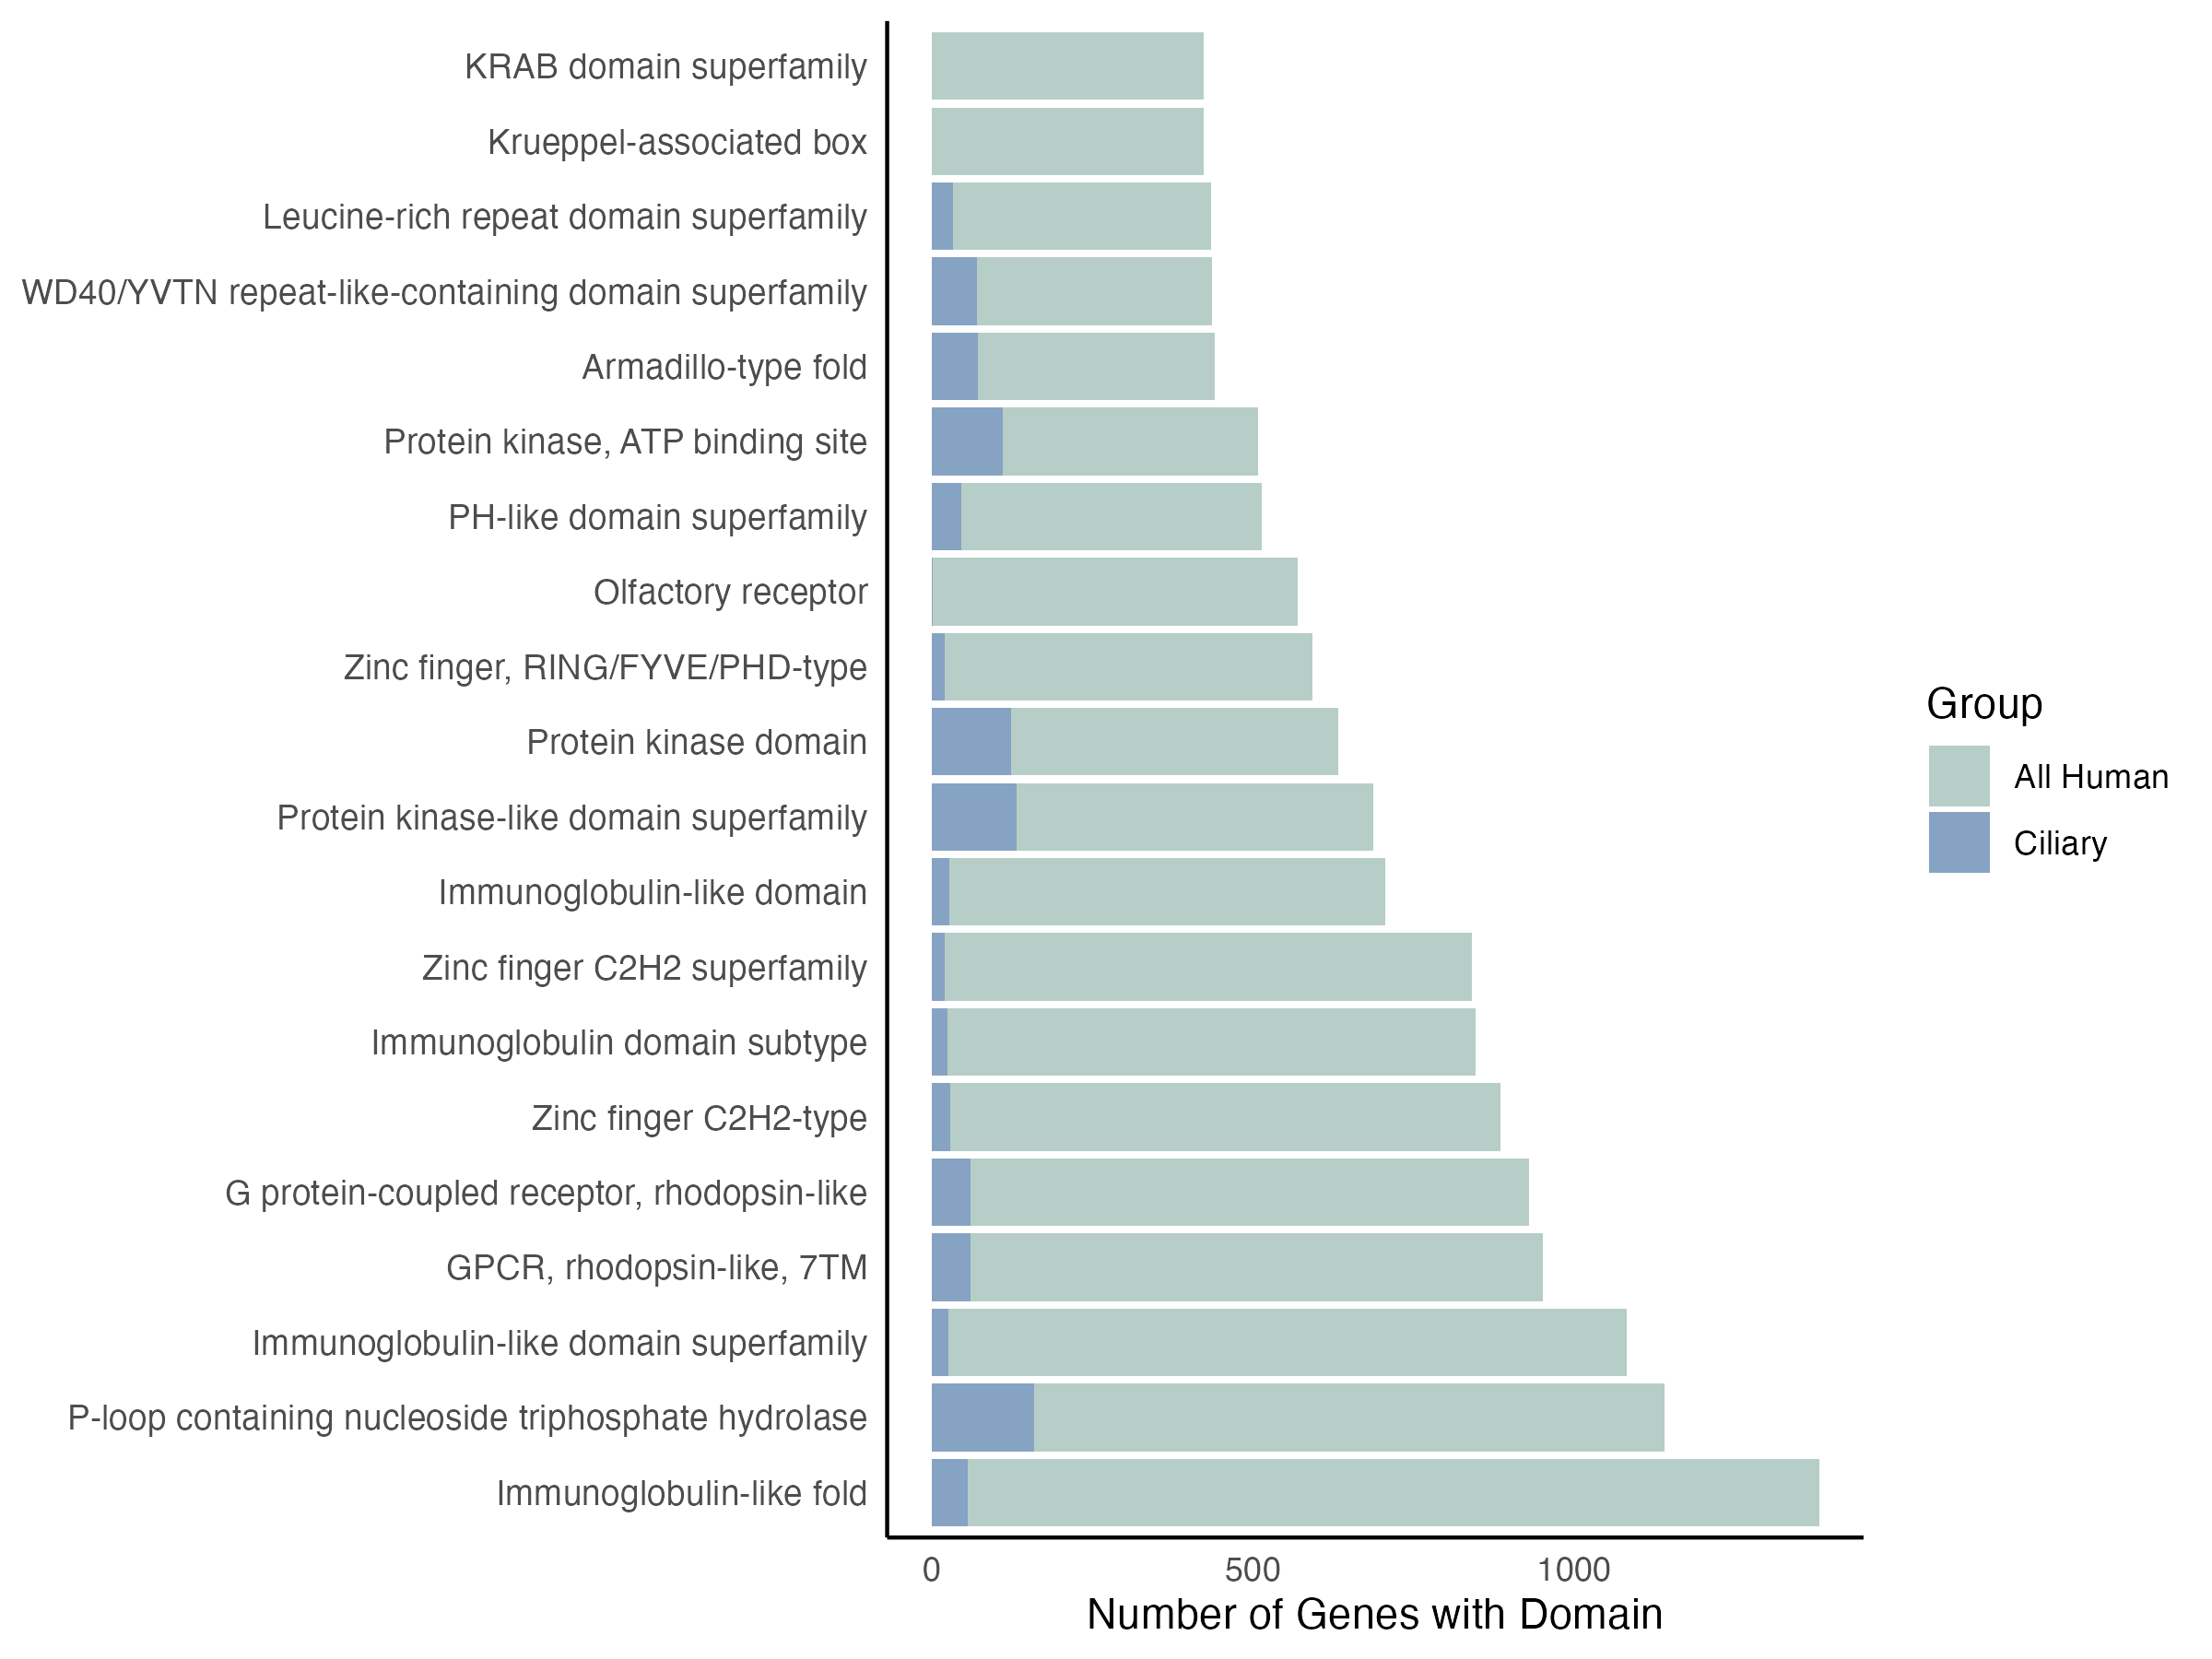 KRAB domain superfamily
Krueppel-associated box
Leucine-rich repeat domain superfamily
WD40/YVTN repeat-like-containing domain superfamily
Armadillo-type fold
Protein kinase, ATP binding site
PH-like domain superfamily
Olfactory receptor
Zinc finger, RING/FYVE/PHD-type
Protein kinase domain
Protein kinase-like domain superfamily
Immunoglobulin-like domain
Zinc finger C2H2 superfamily
Immunoglobulin domain subtype
Zinc finger C2H2-type
G protein-coupled receptor, rhodopsin-like
GPCR, rhodopsin-like, 7TM
Immunoglobulin-like domain superfamily
P-loop containing nucleoside triphosphate hydrolase
Immunoglobulin-like fold
0 500 1000
Number of Genes with Domain
Group
All Human
Ciliary